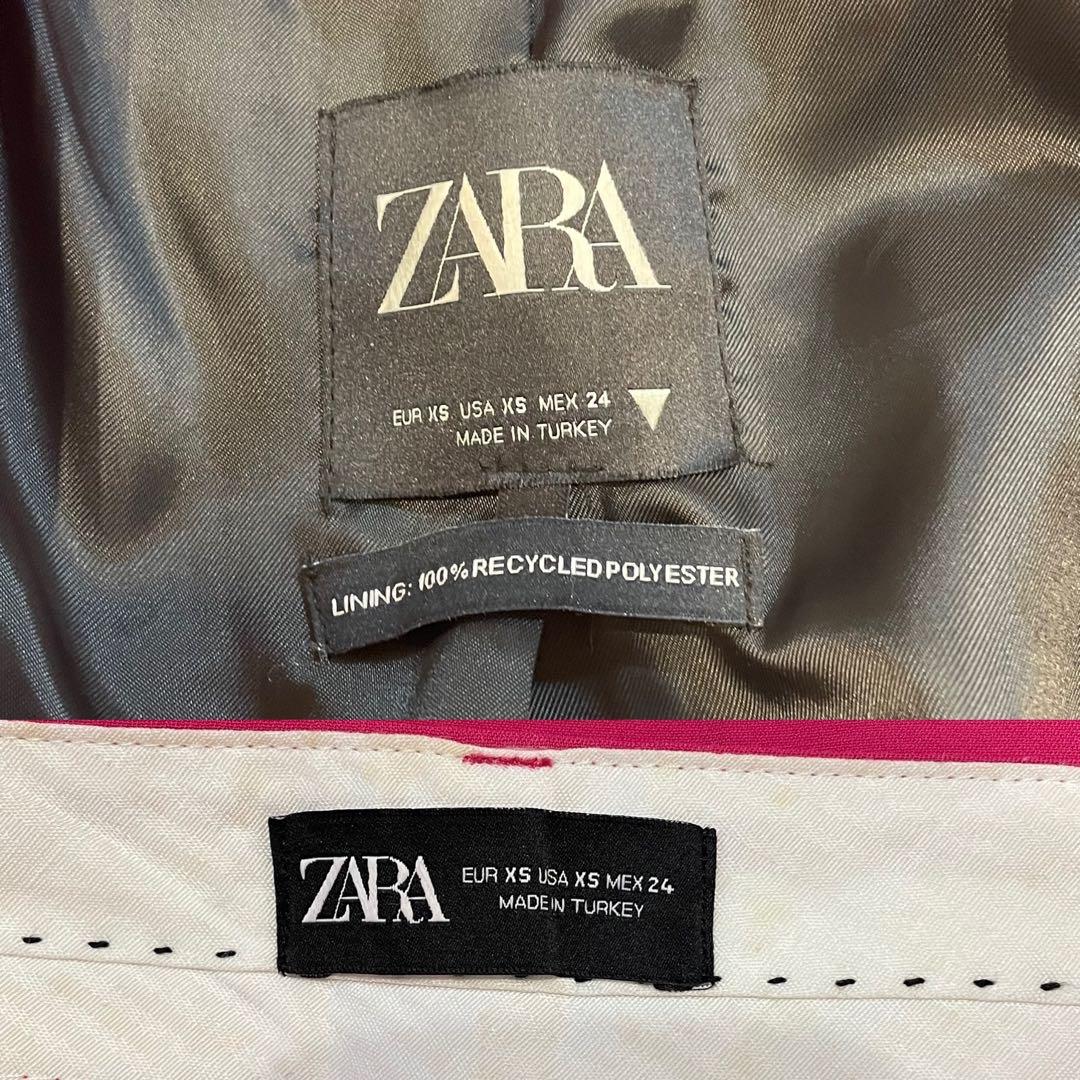 ZARA
EUR XS USA XS MEX 24
MADE IN TURKEY
LINING: 100% RECYCLED POLYESTER
ZARA
EUR XS USA XS MEX 24
MADE IN TURKEY